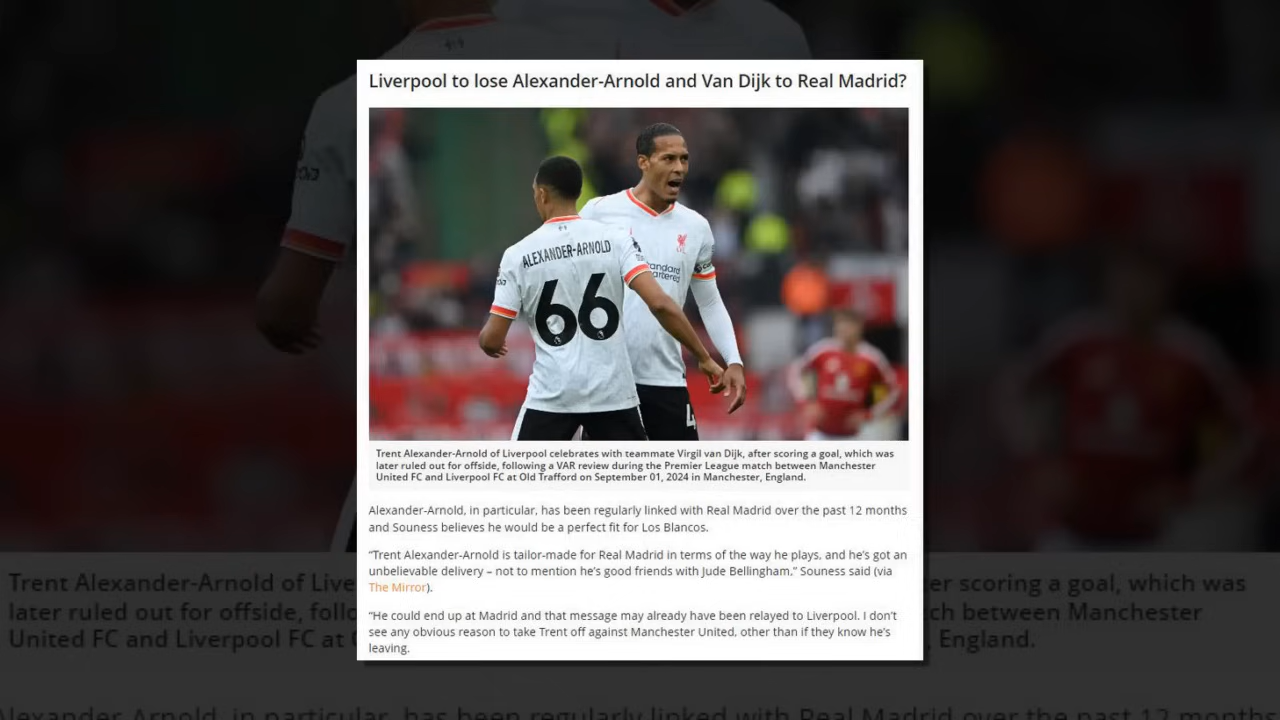 Liverpool to lose Alexander-Arnold and Van Dijk to Real Madrid?
ALEXANDER-ARNOLD
66
4
Trent Alexander-Arnold of Liverpool celebrates with teammate Virgil van Dijk, after scoring a goal, which was
later ruled out for offside, following a VAR review during the Premier League match between Manchester
United FC and Liverpool FC at Old Trafford on September 01, 2024 in Manchester, England.
Alexander-Arnold, in particular, has been regularly linked with Real Madrid over the past 12 months
and Souness believes he would be a perfect fit for Los Blancos.
“Trent Alexander-Arnold is tailor-made for Real Madrid in terms of the way he plays, and he’s got an
unbelievable delivery – not to mention he’s good friends with Jude Bellingham,” Souness said (via
The Mirror).
“He could end up at Madrid and that message may already have been relayed to Liverpool. I don’t
see any obvious reason to take Trent off against Manchester United, other than if they know he’s
leaving.
Trent Alexander-Arnold of Live
er scoring a goal, which was
later ruled out for offside, follo
ch between Manchester
United FC and Liverpool FC at
, England.